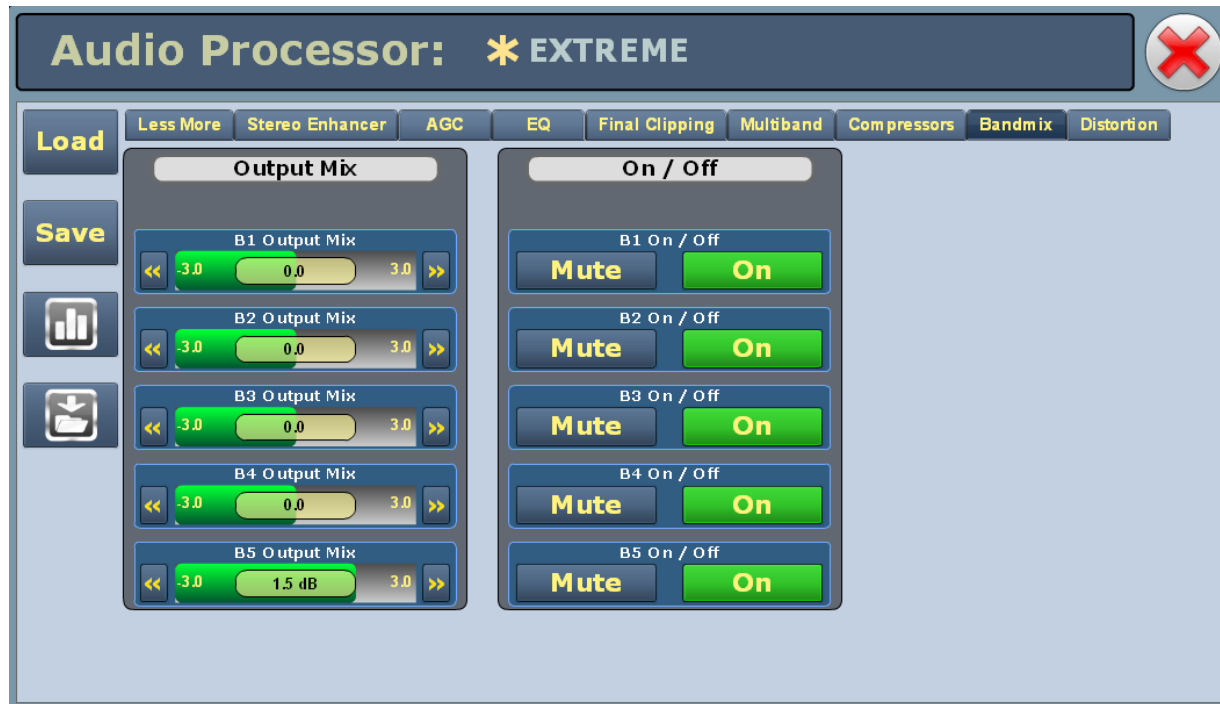 Audio Processor: * EXTREME
Load
Save
Less More Stereo Enhancer AGC EQ Final Clipping Multiband Compressors Bandmix Distortion
Output Mix
B1 Output Mix
<< -3.0 0.0 3.0 >>
B2 Output Mix
<< -3.0 0.0 3.0 >>
B3 Output Mix
<< -3.0 0.0 3.0 >>
B4 Output Mix
<< -3.0 0.0 3.0 >>
B5 Output Mix
<< -3.0 1.5 dB 3.0 >>
On / Off
B1 On / Off
Mute On
B2 On / Off
Mute On
B3 On / Off
Mute On
B4 On / Off
Mute On
B5 On / Off
Mute On